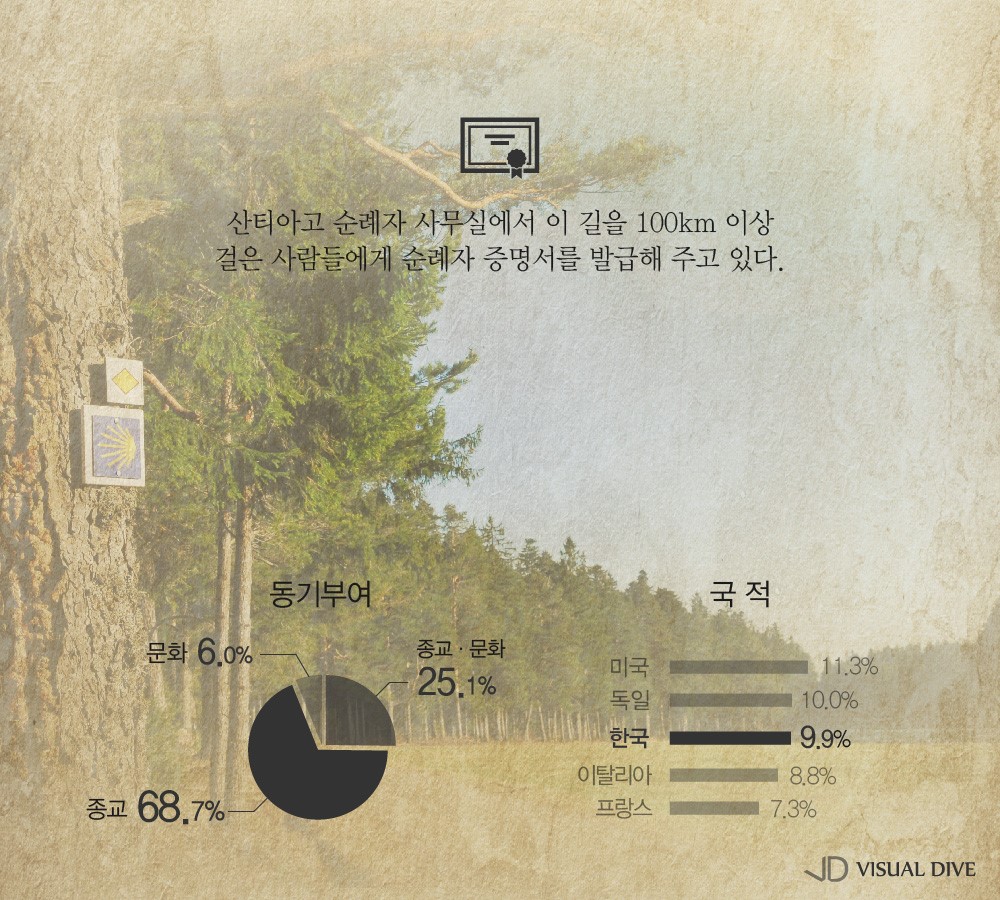 산티아고 순례자 사무실에서 이 길을 100km 이상
걸은 사람들에게 순례자 증명서를 발급해 주고 있다.
동기부여
문화 6.0%
종교 · 문화
25.1%
종교 68.7%
국 적
미국 11.3%
독일 10.0%
한국 9.9%
이탈리아 8.8%
프랑스 7.3%
VISUAL DIVE